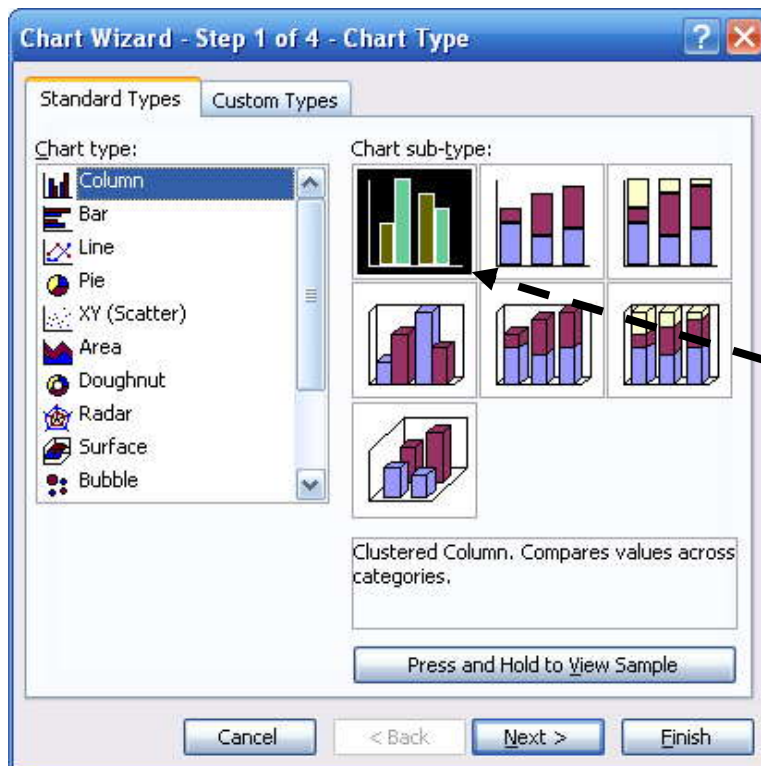 Chart Wizard - Step 1 of 4 - Chart Type
?
Standard Types
Custom Types
Chart type:
Column
Bar
Line
Pie
XY (Scatter)
Area
Doughnut
Radar
Surface
Bubble
Chart sub-type:
Clustered Column. Compares values across
categories.
Press and Hold to View Sample
Cancel
< Back
Next >
Finish